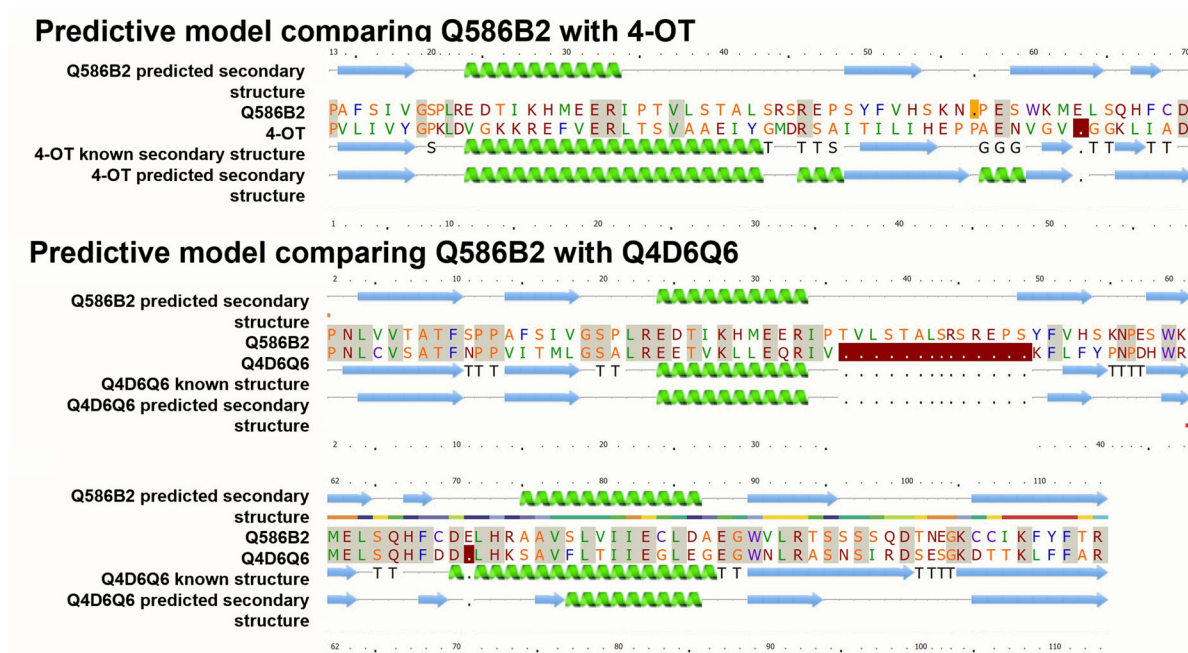 Predictive model comparing Q586B2 with 4-OT
13 20 30 40 50 60 70
Q586B2 predicted secondary
structure
Q586B2 PAFSIVGSPLREDTIKHMEERIPTVLSTALSRSREPSYFVHSKN.PESWKMELSQHFCD
4-OT PVLIVYGPKLDVGKKREFVERLTSVAAEIYGMDRSAITILIHEPPAENVGV.GGKLIAD
4-OT known secondary structure S T TTS GGG .TT TT
4-OT predicted secondary .
structure
1 10 20 30 40 50
Predictive model comparing Q586B2 with Q4D6Q6
2 10 20 30 40 50 60
Q586B2 predicted secondary
structure
Q586B2 PNLVVTATFSPPAFSIVGSPLREDTIKHMEERIPTVLSTALSRSREPSYFVHSKNPESWK
Q4D6Q6 PNLCVSATFNPPVITMLGSALREETVKLLEQRIV..............KFLFYPNPDHWR
Q4D6Q6 known structure TTT TT .............. TTTT
Q4D6Q6 predicted secondary ..............
structure
2 10 20 30 40
62 70 80 90 100 110
Q586B2 predicted secondary
structure
Q586B2 MELSQHFCDELHRAAVSLVIIECLDAEGWVLRTSSSSQDTNEGKCCIKFYFTR
Q4D6Q6 MELSQHFDD.LHKSAVFLTIIECLEGEGWNLRASNSIRDSESGKDTTKLFFAR
Q4D6Q6 known structure TT . TT TTTT
Q4D6Q6 predicted secondary .
structure
62 70 80 90 100 110